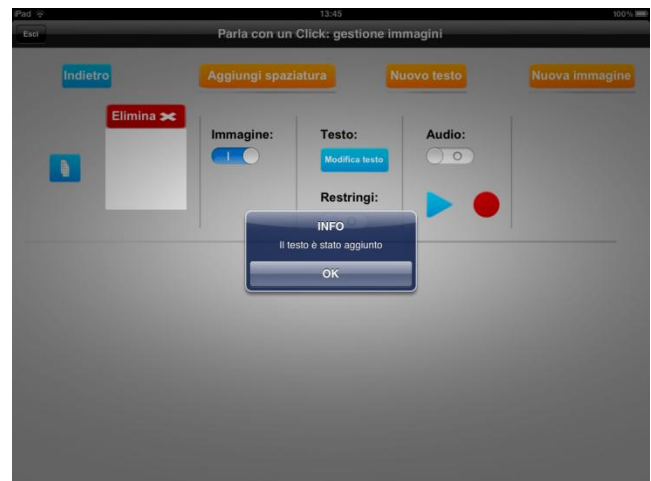 iPad 13:45 100%
Esci Parla con un Click: gestione immagini
Indietro Aggiungi spaziatura Nuovo testo Nuova immagine
Elimina
Immagine: Testo: Audio:
Modifica testo
Restringi:
INFO
Il testo è stato aggiunto
OK